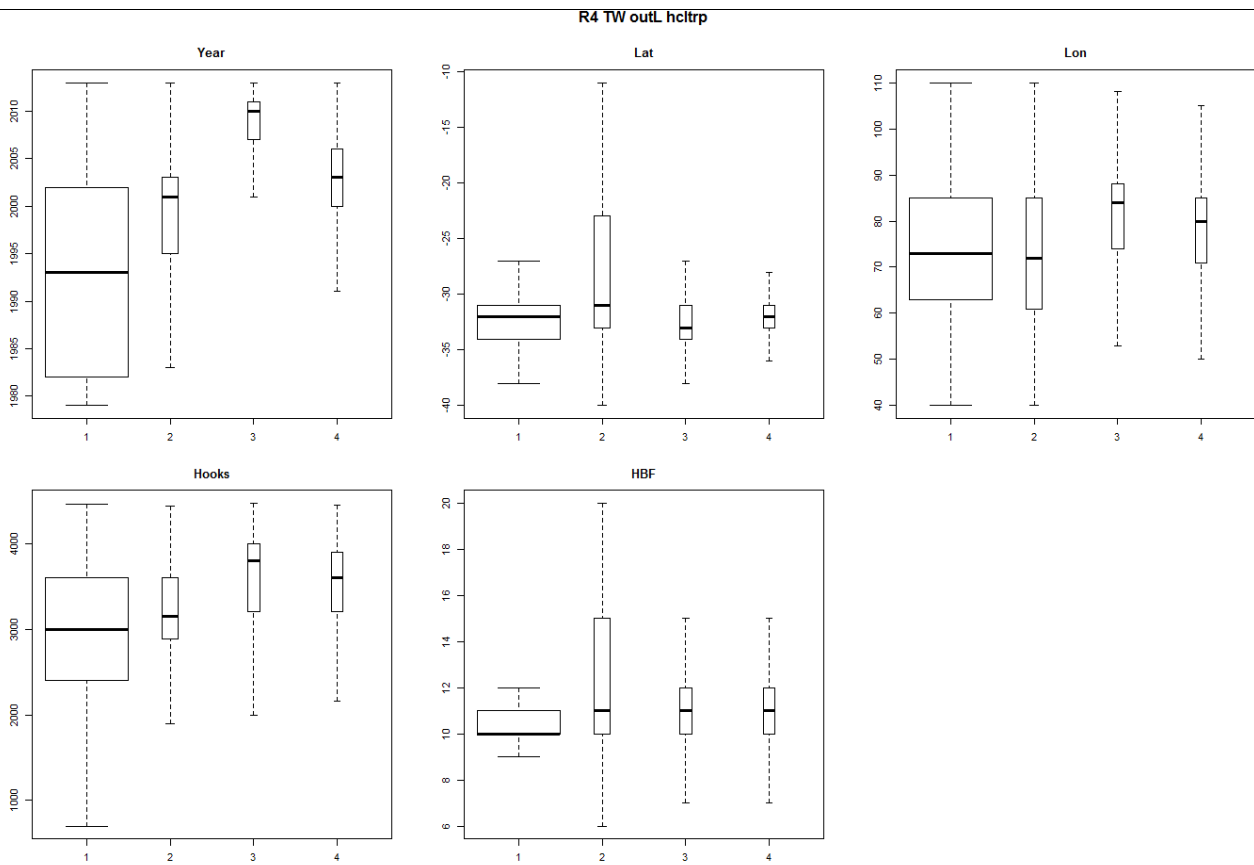 R4 TW outL hcltrp
Year
Lat
Lon
1980 1985 1990 1995 2000 2005 2010
-40 -35 -30 -25 -20 -15 -10
40 50 60 70 80 90 100 110
1 2 3 4
1 2 3 4
1 2 3 4
Hooks
HBF
1000 2000 3000 4000
6 8 10 12 14 16 18 20
1 2 3 4
1 2 3 4